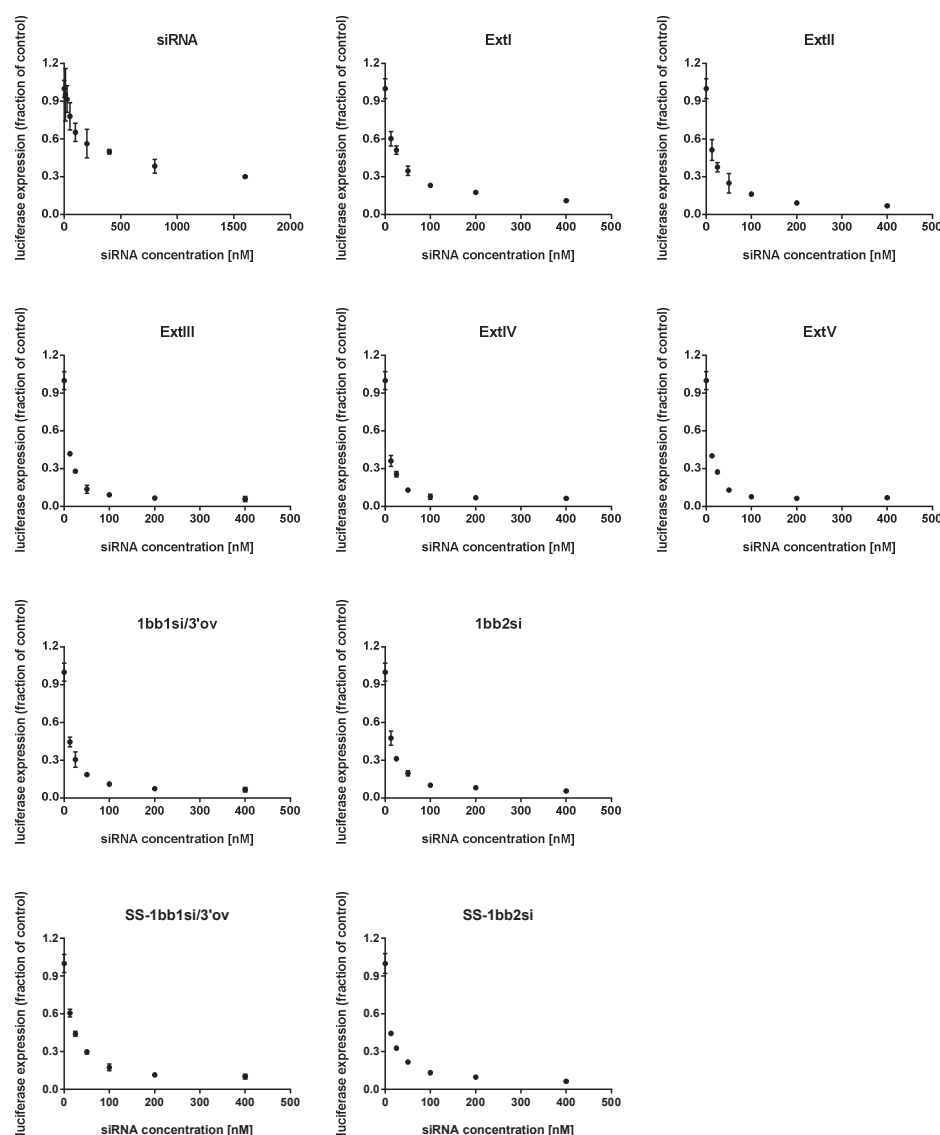 siRNA
luciferase expression (fraction of control)
1.2
0.9
0.6
0.3
0.0
0 500 1000 1500 2000
siRNA concentration [nM]
ExtI
luciferase expression (fraction of control)
1.2
0.9
0.6
0.3
0.0
0 100 200 300 400 500
siRNA concentration [nM]
ExtII
luciferase expression (fraction of control)
1.2
0.9
0.6
0.3
0.0
0 100 200 300 400 500
siRNA concentration [nM]
ExtIII
luciferase expression (fraction of control)
1.2
0.9
0.6
0.3
0.0
0 100 200 300 400 500
siRNA concentration [nM]
ExtIV
luciferase expression (fraction of control)
1.2
0.9
0.6
0.3
0.0
0 100 200 300 400 500
siRNA concentration [nM]
ExtV
luciferase expression (fraction of control)
1.2
0.9
0.6
0.3
0.0
0 100 200 300 400 500
siRNA concentration [nM]
1bb1si/3'ov
luciferase expression (fraction of control)
1.2
0.9
0.6
0.3
0.0
0 100 200 300 400 500
siRNA concentration [nM]
1bb2si
luciferase expression (fraction of control)
1.2
0.9
0.6
0.3
0.0
0 100 200 300 400 500
siRNA concentration [nM]
SS-1bb1si/3'ov
luciferase expression (fraction of control)
1.2
0.9
0.6
0.3
0.0
0 100 200 300 400 500
siRNA concentration [nM]
SS-1bb2si
luciferase expression (fraction of control)
1.2
0.9
0.6
0.3
0.0
0 100 200 300 400 500
siRNA concentration [nM]